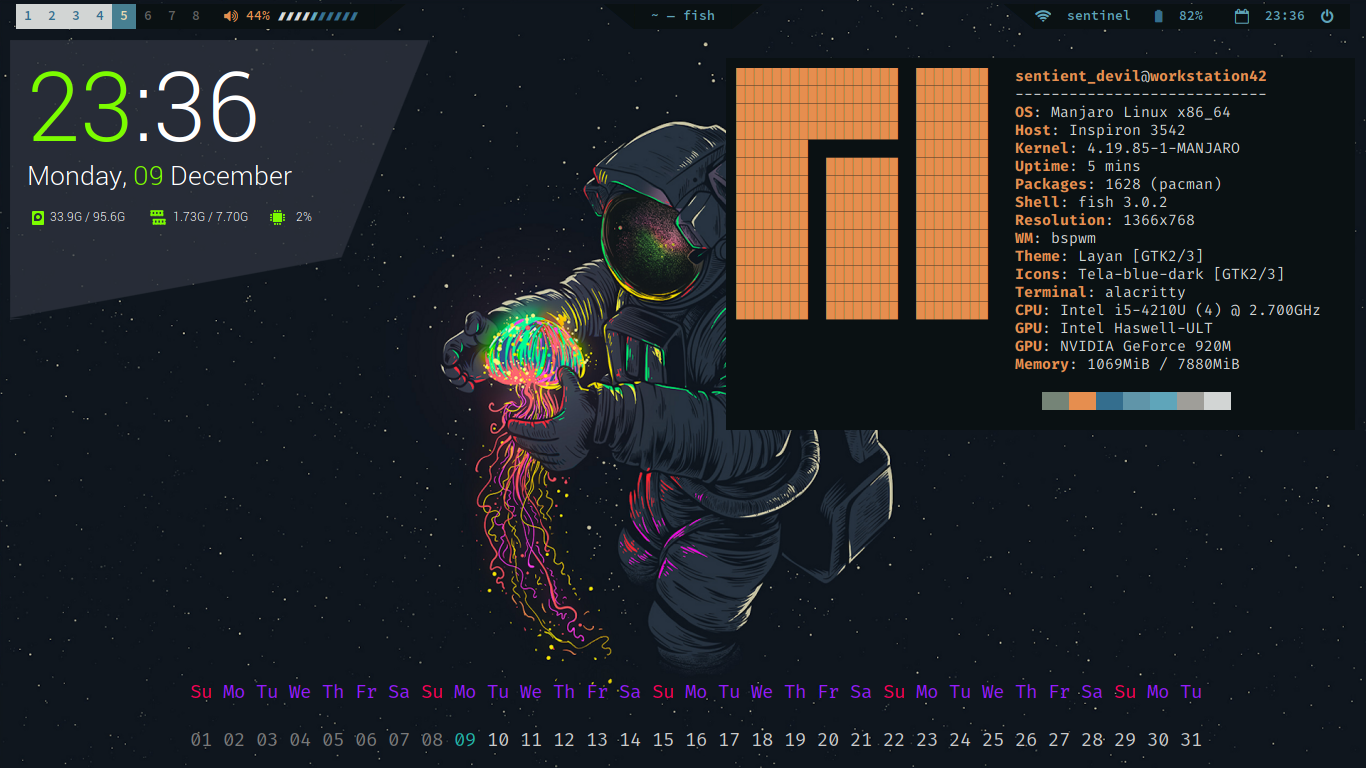 1 2 3 4 5 6 7 8 44%
~ — fish
sentinel 82% 23:36
23:36
Monday, 09 December
33.9G / 95.6G 1.73G / 7.70G 2%
sentient_devil@workstation42
----------------------------
OS: Manjaro Linux x86_64
Host: Inspiron 3542
Kernel: 4.19.85-1-MANJARO
Uptime: 5 mins
Packages: 1628 (pacman)
Shell: fish 3.0.2
Resolution: 1366x768
WM: bspwm
Theme: Layan [GTK2/3]
Icons: Tela-blue-dark [GTK2/3]
Terminal: alacritty
CPU: Intel i5-4210U (4) @ 2.700GHz
GPU: Intel Haswell-ULT
GPU: NVIDIA GeForce 920M
Memory: 1069MiB / 7880MiB
Su Mo Tu We Th Fr Sa Su Mo Tu We Th Fr Sa Su Mo Tu We Th Fr Sa Su Mo Tu We Th Fr Sa Su Mo Tu
01 02 03 04 05 06 07 08 09 10 11 12 13 14 15 16 17 18 19 20 21 22 23 24 25 26 27 28 29 30 31